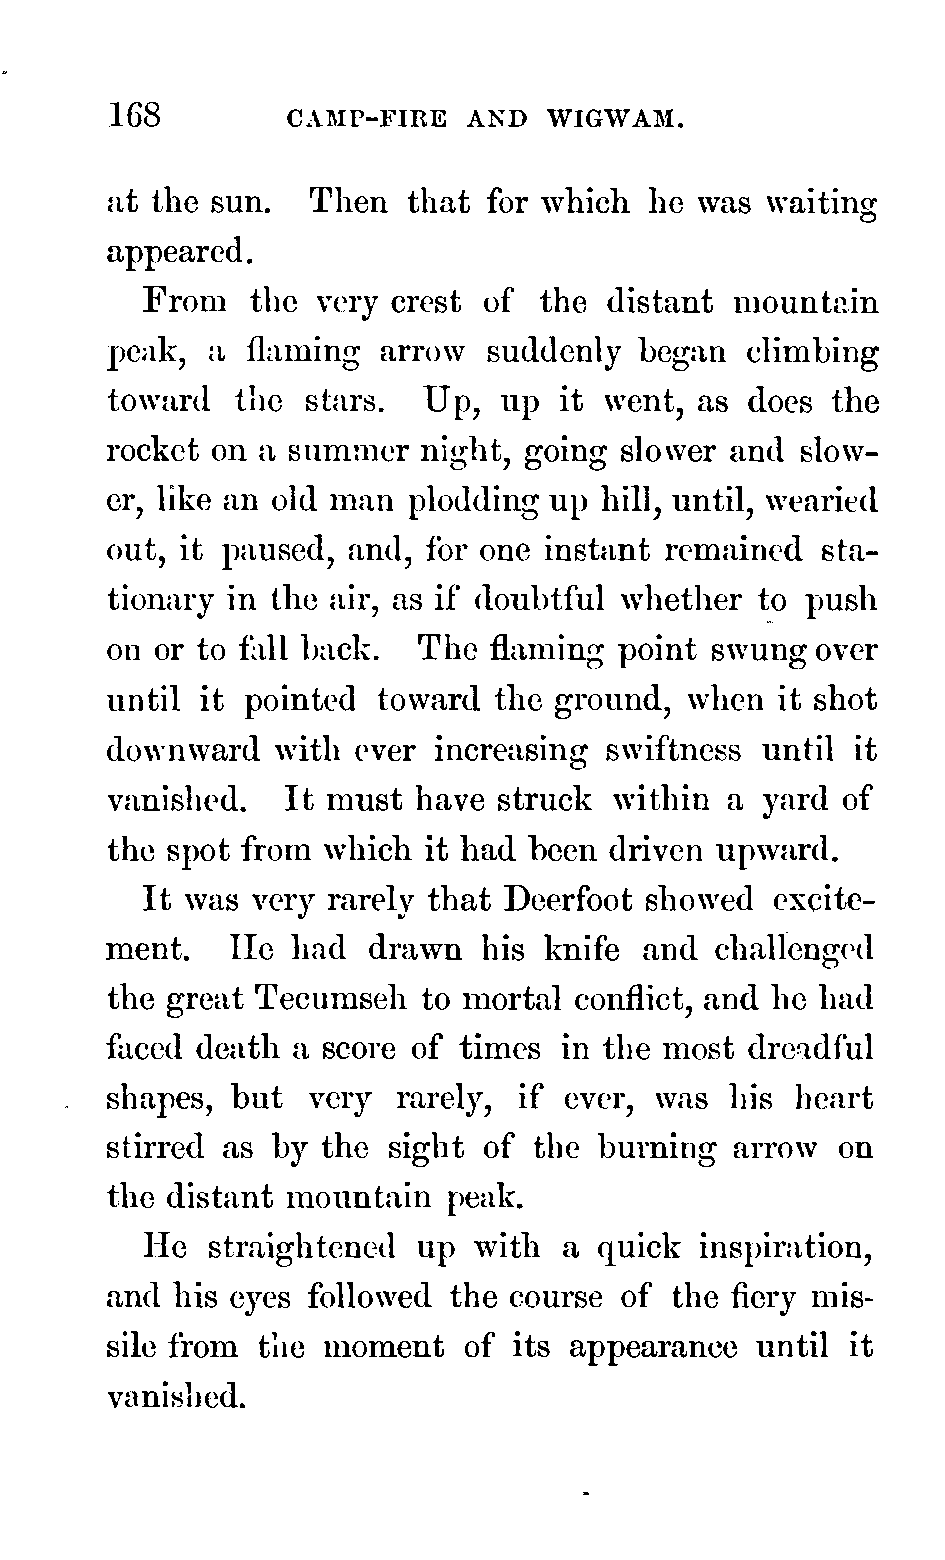 168 CAMP-FIRE AND WIGWAM.
at the sun. Then that for which he was waiting
appeared.
From the very crest of the distant mountain
peak, a flaming arrow suddenly began climbing
toward the stars. Up, up it went, as does the
rocket on a summer night, going slower and slow-
er, like an old man plodding up hill, until, wearied
out, it paused, and, for one instant remained sta-
tionary in the air, as if doubtful whether to push
on or to fall back. The flaming point swung over
until it pointed toward the ground, when it shot
downward with ever increasing swiftness until it
vanished. It must have struck within a yard of
the spot from which it had been driven upward.
It was very rarely that Deerfoot showed excite-
ment. He had drawn his knife and challenged
the great Tecumseh to mortal conflict, and he had
faced death a score of times in the most dreadful
shapes, but very rarely, if ever, was his heart
stirred as by the sight of the burning arrow on
the distant mountain peak.
He straightened up with a quick inspiration,
and his eyes followed the course of the fiery mis-
sile from the moment of its appearance until it
vanished.